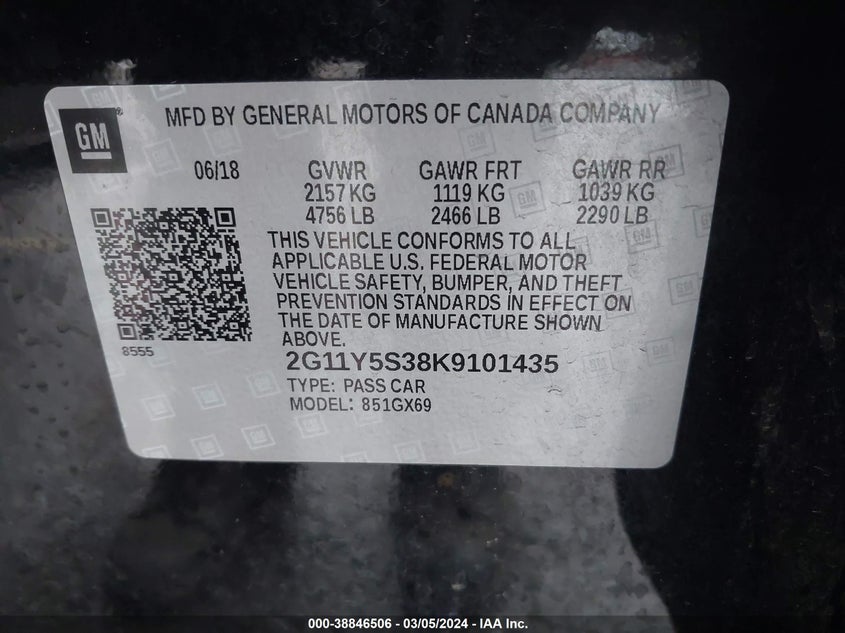 GM
MFD BY GENERAL MOTORS OF CANADA COMPANY
06/18 GVWR GAWR FRT GAWR RR
2157 KG 1119 KG 1039 KG
4756 LB 2466 LB 2290 LB
THIS VEHICLE CONFORMS TO ALL
APPLICABLE U.S. FEDERAL MOTOR
VEHICLE SAFETY, BUMPER, AND THEFT
PREVENTION STANDARDS IN EFFECT ON
THE DATE OF MANUFACTURE SHOWN
ABOVE.
8555
2G11Y5S38K9101435
TYPE: PASS CAR
MODEL: 851GX69
000-38846506 — 03/05/2024 — IAA Inc.